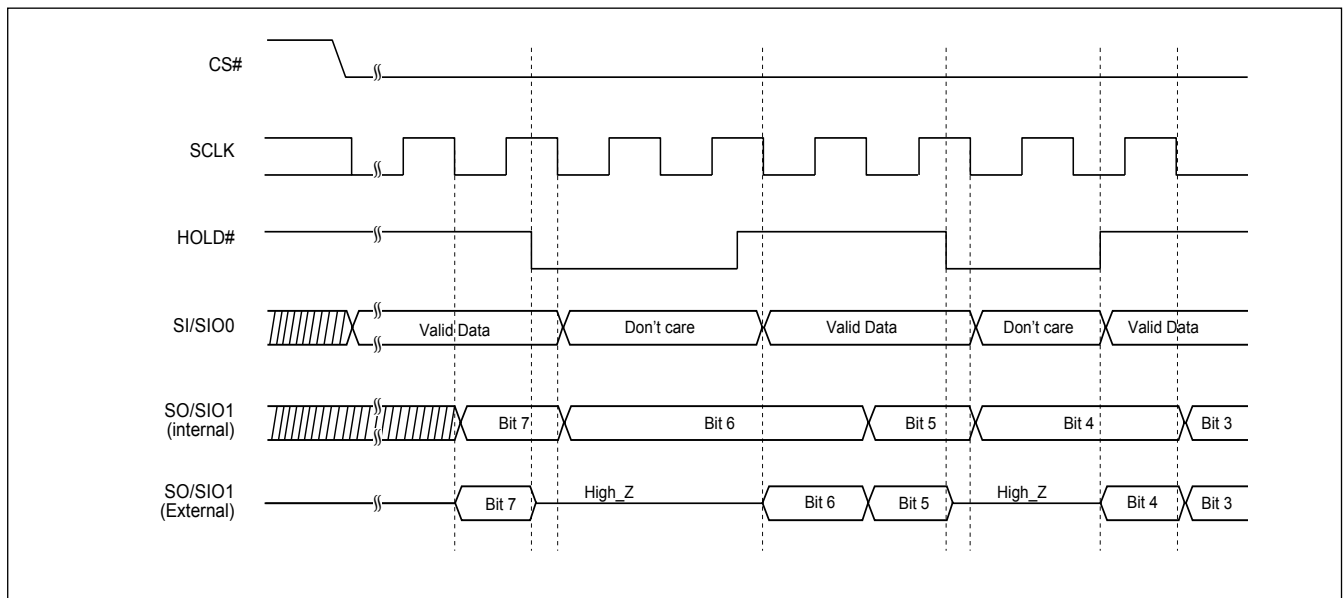 CS#
SCLK
HOLD#
SI/SIO0
Valid Data
Don't care
Valid Data
Don't care
Valid Data
SO/SIO1
(internal)
Bit 7
Bit 6
Bit 5
Bit 4
Bit 3
SO/SIO1
(External)
Bit 7
High_Z
Bit 6
Bit 5
High_Z
Bit 4
Bit 3